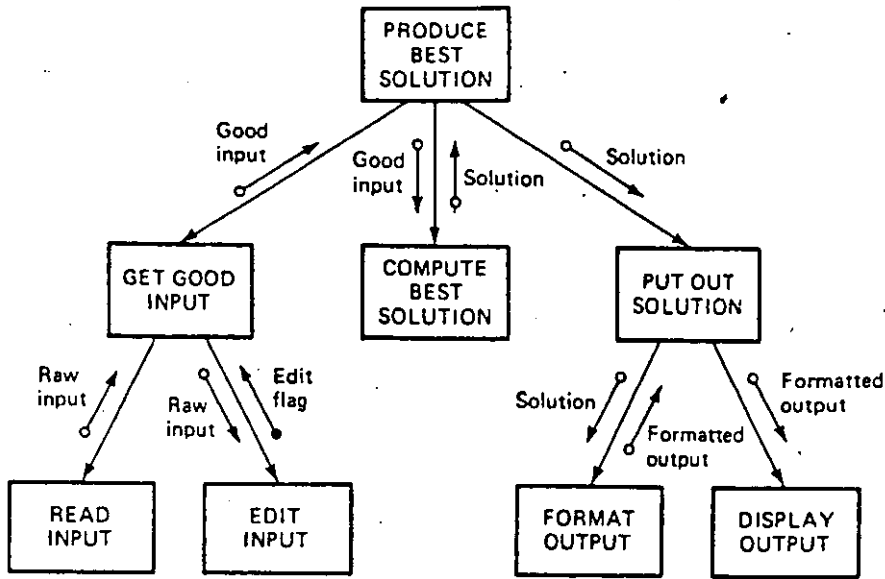 PRODUCE
BEST
SOLUTION
Good
input
Good
input
Solution
Solution
GET GOOD
INPUT
COMPUTE
BEST
SOLUTION
PUT OUT
SOLUTION
Raw
input
Raw
input
Edit
flag
Solution
Formatted
output
Formatted
output
READ
INPUT
EDIT
INPUT
FORMAT
OUTPUT
DISPLAY
OUTPUT